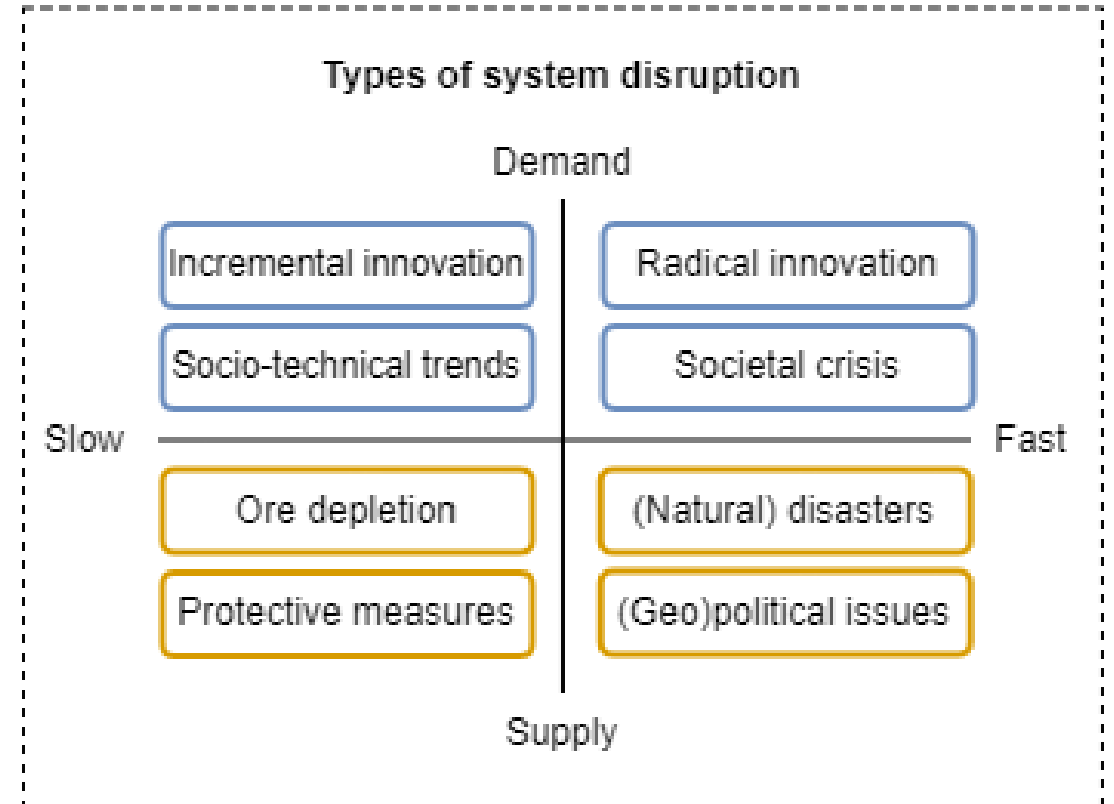 Types of system disruption
Demand
Incremental innovation
Radical innovation
Socio-technical trends
Societal crisis
Slow
Fast
Ore depletion
(Natural) disasters
Protective measures
(Geo)political issues
Supply